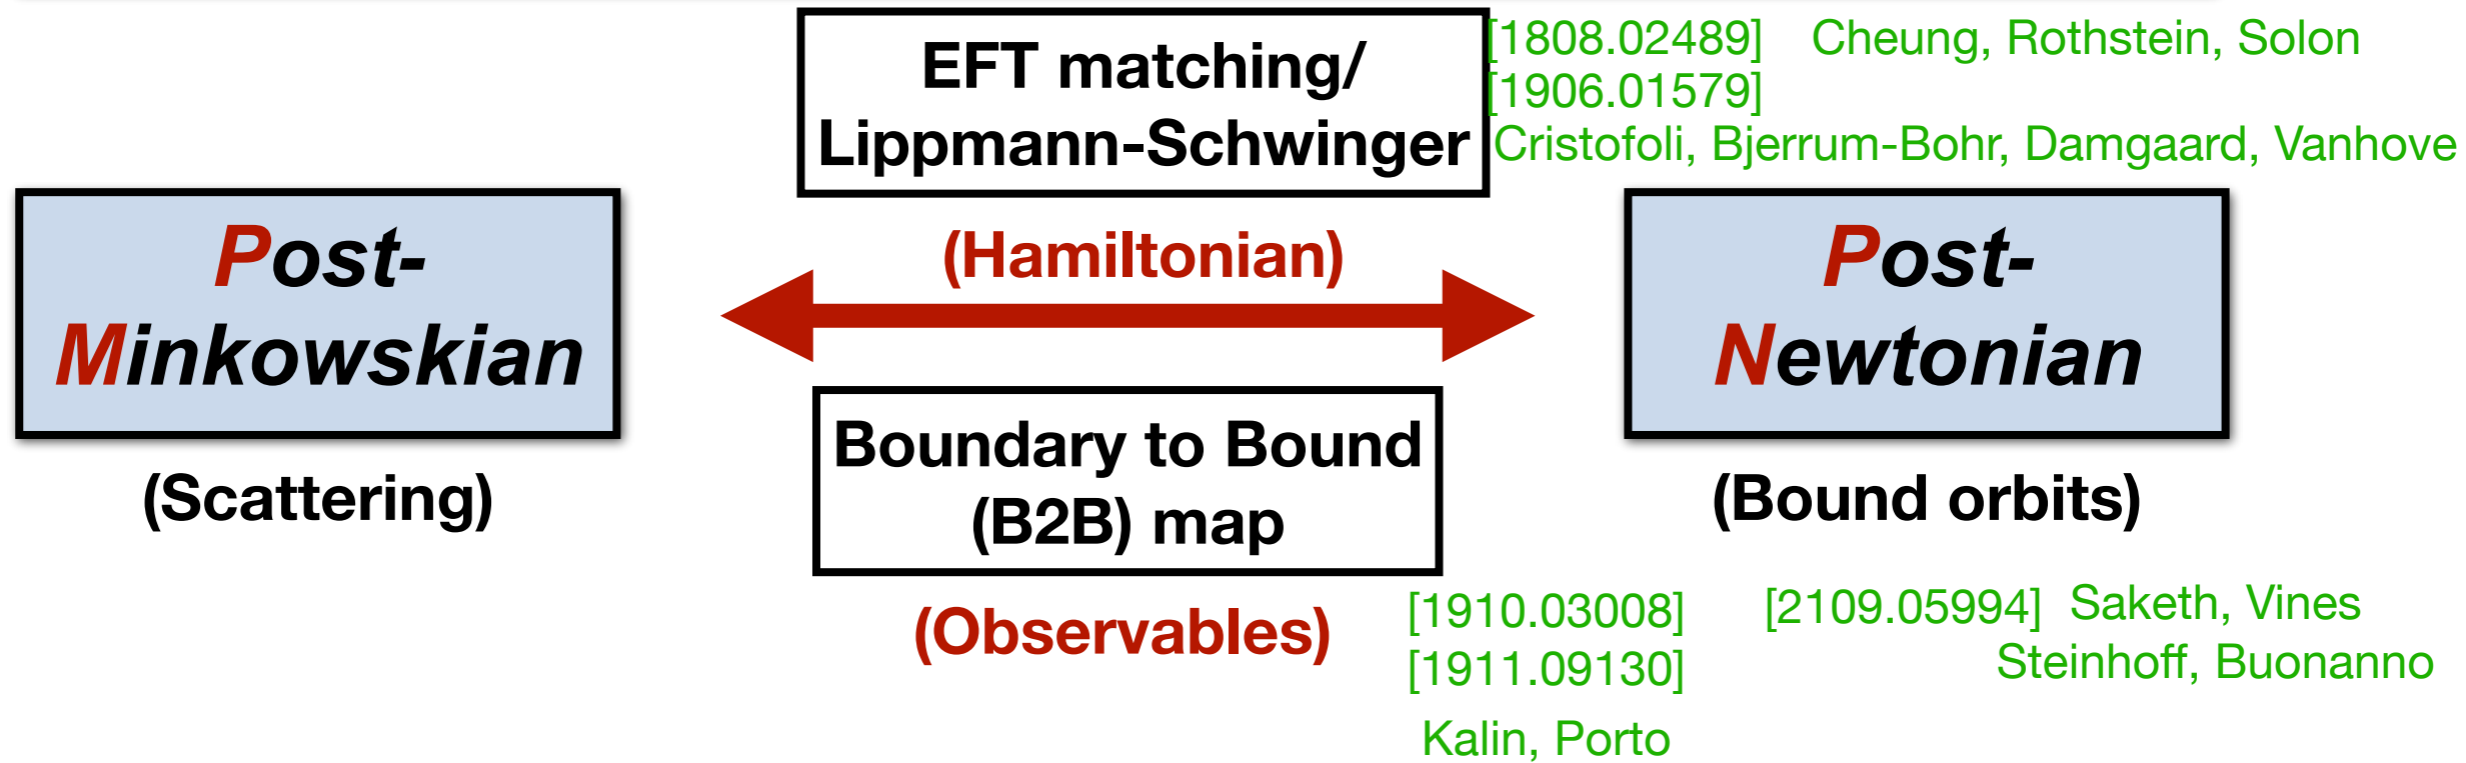 EFT matching/
Lippmann-Schwinger
[1808.02489] Cheung, Rothstein, Solon
[1906.01579]
Cristofoli, Bjerrum-Bohr, Damgaard, Vanhove
Post-
Minkowskian
(Scattering)
(Hamiltonian)
Post-
Newtonian
(Bound orbits)
Boundary to Bound
(B2B) map
(Observables)
[1910.03008]
[1911.09130]
Kalin, Porto
[2109.05994] Saketh, Vines
Steinhoff, Buonanno